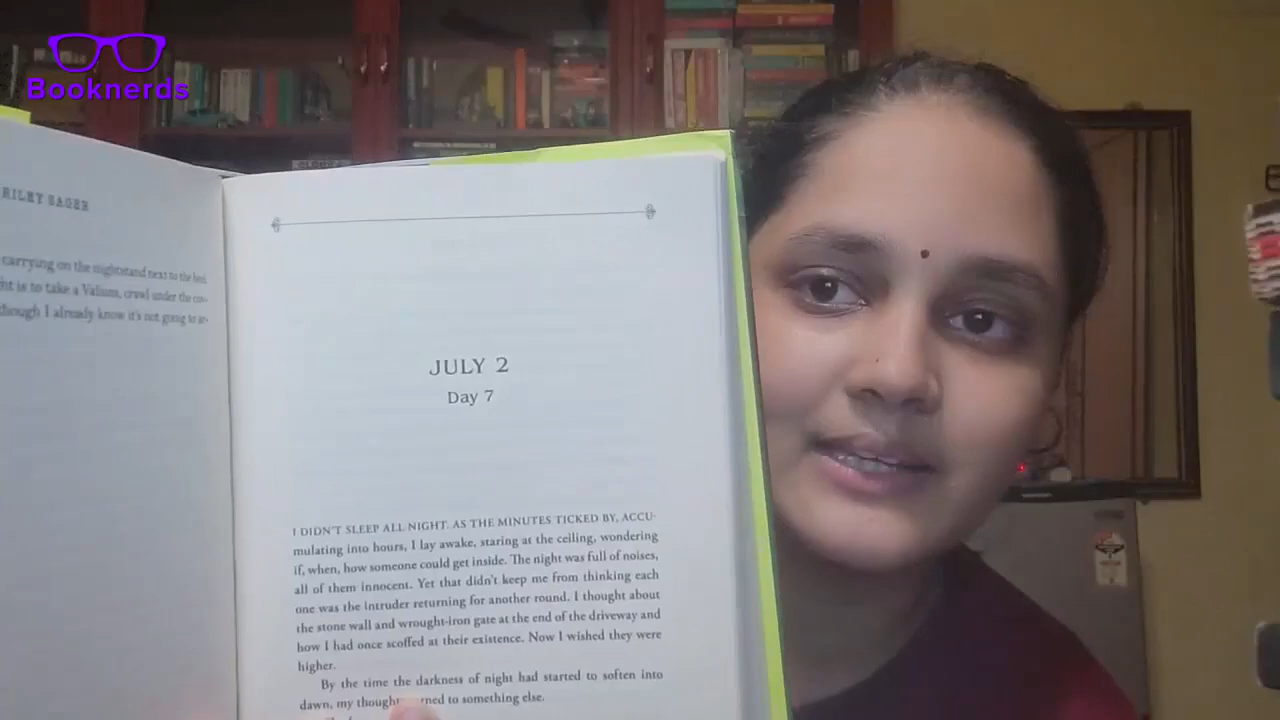 Booknerds
RILEY SAGER
carrying on the nightstand next to the bed.
ht is to take a Valium, crawl under the cov-
though I already know it's not going to ar-
JULY 2
Day 7
I DIDN'T SLEEP ALL NIGHT. AS THE MINUTES TICKED BY, ACCU-
mulating into hours, I lay awake, staring at the ceiling, wondering
if, when, how someone could get inside. The night was full of noises,
all of them innocent. Yet that didn't keep me from thinking each
one was the intruder returning for another round. I thought about
the stone wall and wrought-iron gate at the end of the driveway and
how I had once scoffed at their existence. Now I wished they were
higher.
By the time the darkness of night had started to soften into
dawn, my thought rned to something else.